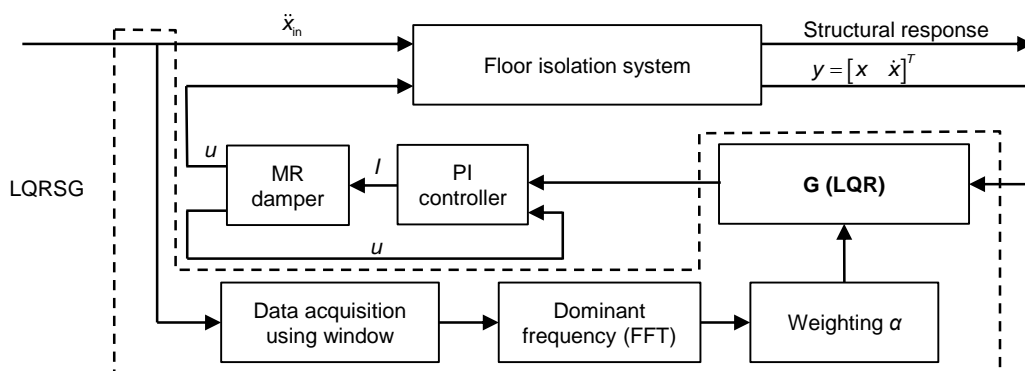 ẍin
Structural response
Floor isolation system
y = [x ẋ]^T
u
MR
damper
I
PI
controller
G (LQR)
LQRSG
u
Data acquisition
using window
Dominant
frequency (FFT)
Weighting α